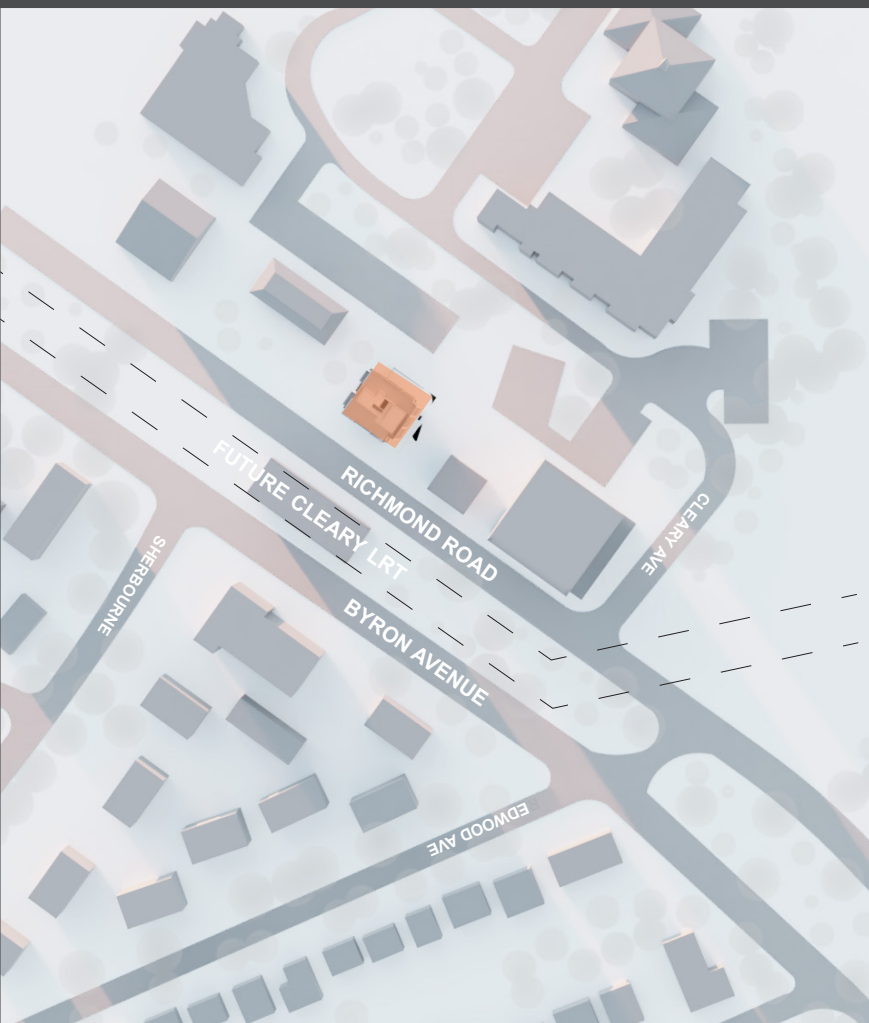 FUTURE CLEARY LRT
RICHMOND ROAD
CLEARY AVE
SHERBOURNE
BYRON AVENUE
EDWOOD AVE